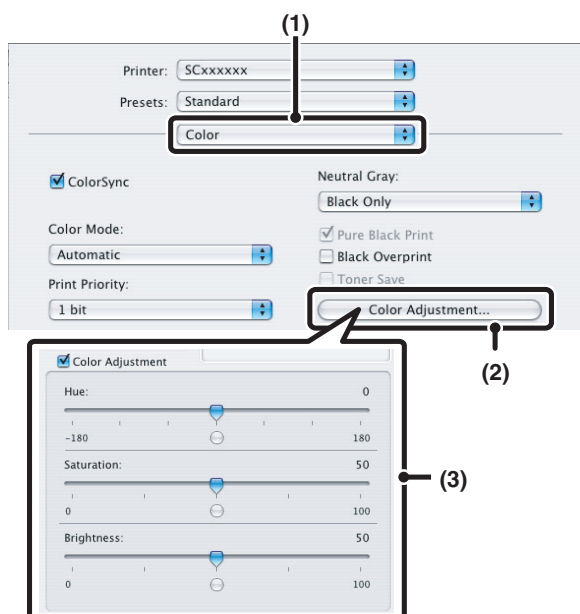 (1)
Printer: SCxxxxxx
Presets: Standard
Color
ColorSync
Neutral Gray:
Black Only
Color Mode:
Automatic
Pure Black Print
Black Overprint
Print Priority:
Toner Save
1 bit
Color Adjustment...
(2)
Color Adjustment
Hue: 0
-180 180
Saturation: 50
0 100
(3)
Brightness: 50
0 100